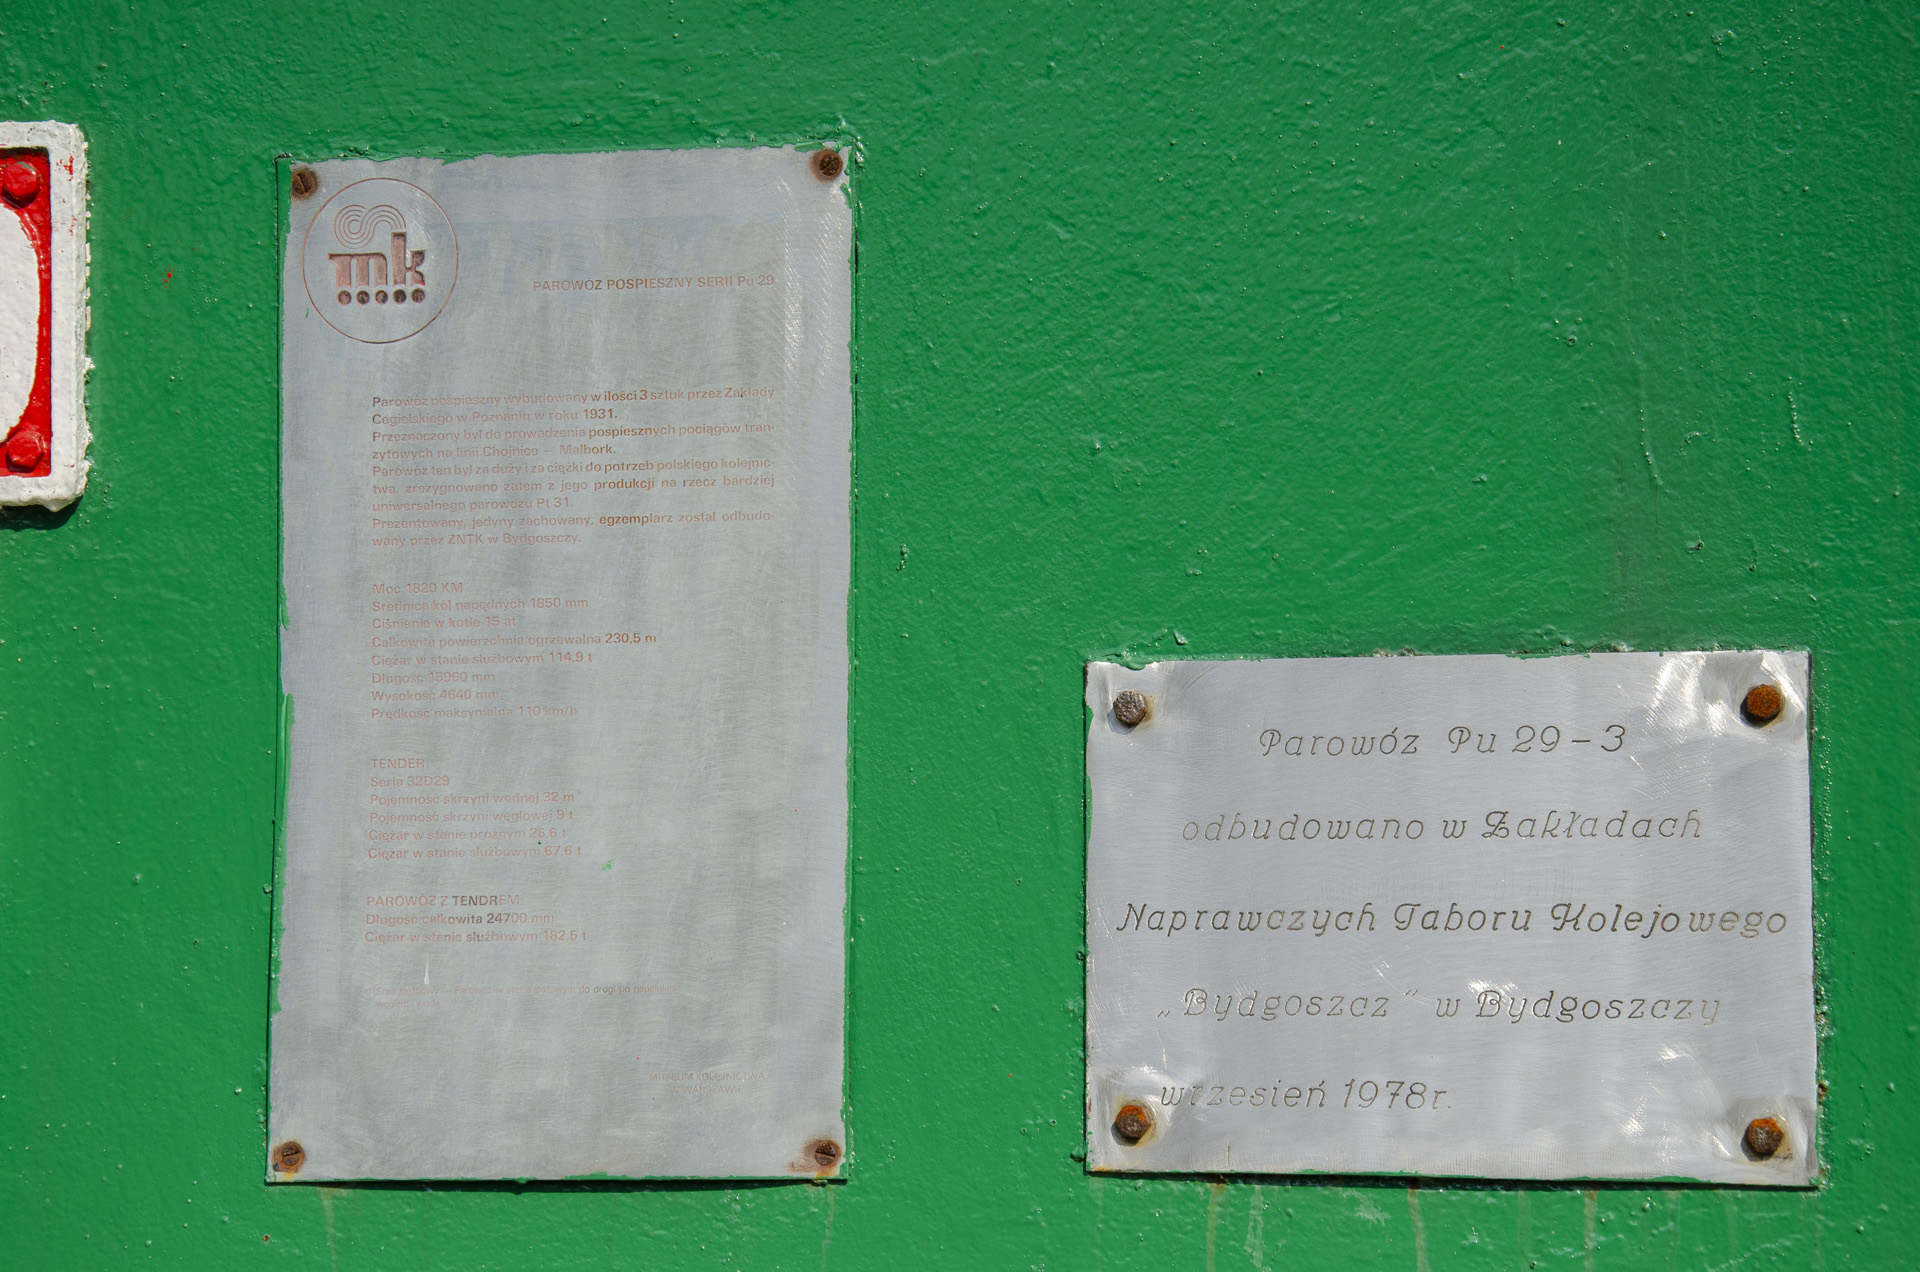 mk
PAROWÓZ POSPIESZNY SERII Pu 29
Parowóz pospieszny wybudowany w ilości 3 sztuk przez Zakłady
Cegielskiego w Poznaniu w roku 1931.
Przeznaczony był do prowadzenia pospiesznych pociągów tran-
zytowych na linii Chojnice — Malbork.
Parowóz ten był za duży i za ciężki do potrzeb polskiego kolejnic-
twa, zrezygnowano zatem z jego produkcji na rzecz bardziej
uniwersalnego parowozu Pt 31.
Prezentowany, jedyny zachowany, egzemplarz został odbudo-
wany przez ZNTK w Bydgoszczy.
Moc 1820 KM
Średnica kół napędnych 1850 mm
Ciśnienie w kotle 15 at
Całkowita powierzchnia ogrzewalna 230,5 m
Ciężar w stanie służbowym 114,9 t
Długość 15960 mm
Wysokość 4640 mm
Prędkość maksymalna 110 km/h
TENDER
Seria 32D29
Pojemność skrzyni wodnej 32 m
Pojemność skrzyni węglowej 9 t
Ciężar w stanie próżnym 26,6 t
Ciężar w stanie służbowym 67,6 t
PAROWÓZ Z TENDREM
Długość całkowita 24700 mm
Ciężar w stanie służbowym 182,5 t
do drogi po
MUZEUM KOLEJNICTWA
W WARSZAWIE
Parowóz Pu 29-3
odbudowano w Zakładach
Naprawczych Taboru Kolejowego
„Bydgoszcz" w Bydgoszczy
wrzesień 1978r.